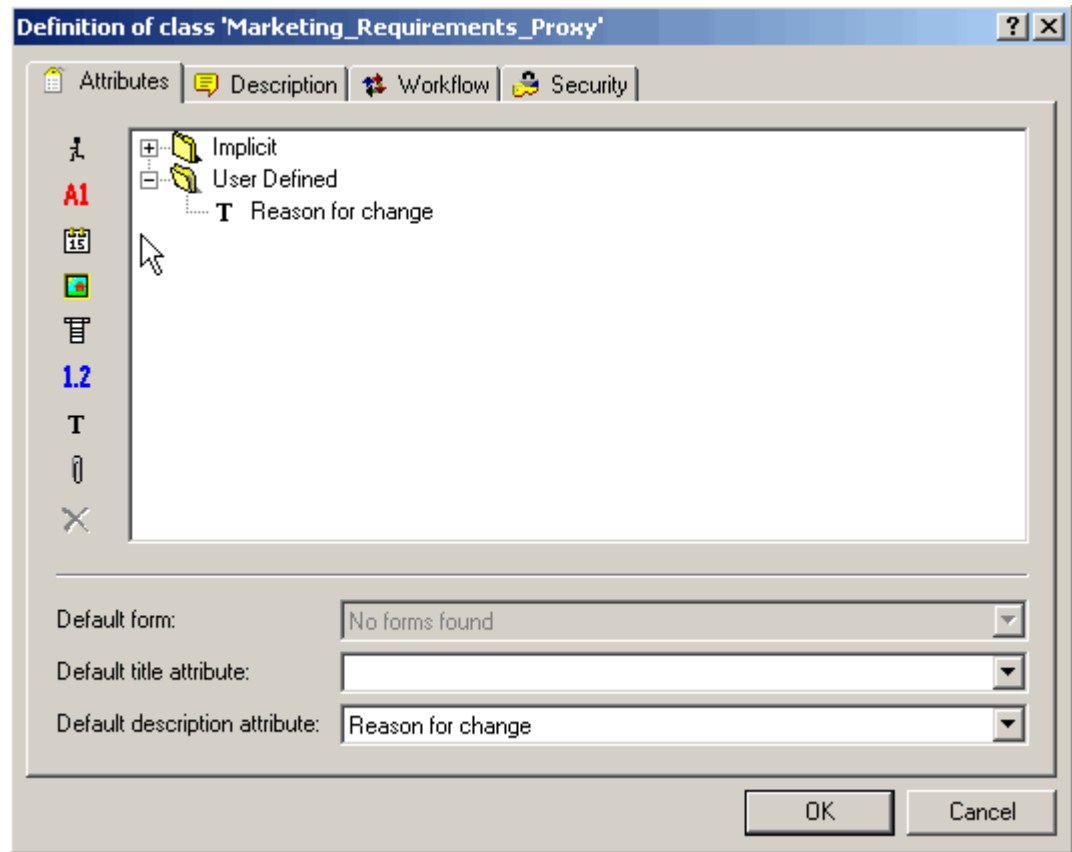 Definition of class 'Marketing_Requirements_Proxy'
Attributes Description Workflow Security
Implicit
A1
User Defined
T Reason for change
15
1.2
T
Default form: No forms found
Default title attribute:
Default description attribute: Reason for change
OK Cancel